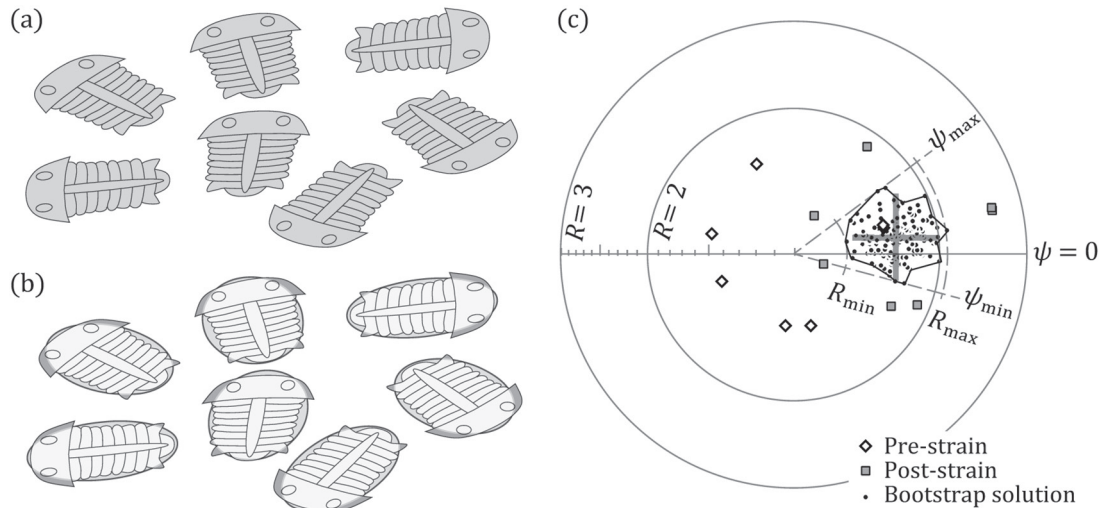 (a)
(b)
(c)
R = 3
R = 2
ψmax
ψ = 0
ψmin
Rmin
Rmax
Pre-strain
Post-strain
Bootstrap solution